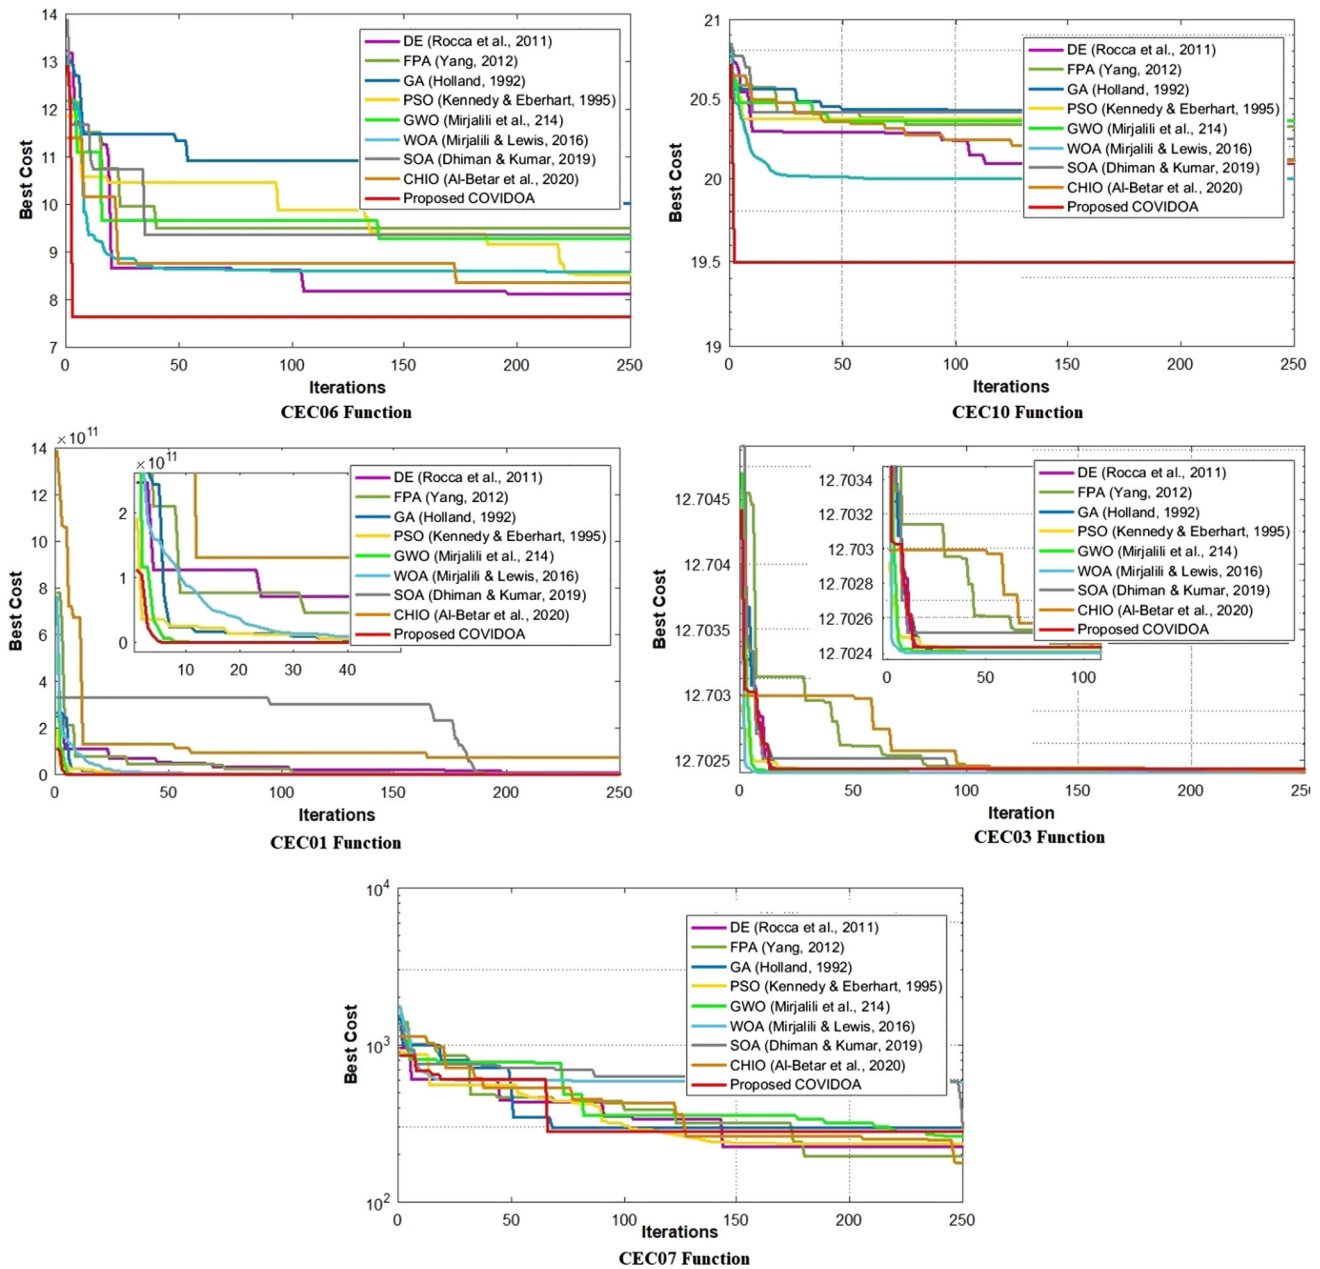 14
13
12
11
10
9
8
7
Best Cost
DE (Rocca et al., 2011)
FPA (Yang, 2012)
GA (Holland, 1992)
PSO (Kennedy & Eberhart, 1995)
GWO (Mirjalili et al., 214)
WOA (Mirjalili & Lewis, 2016)
SOA (Dhiman & Kumar, 2019)
CHIO (Al-Betar et al., 2020)
Proposed COVIDOA
0 50 100 150 200 250
Iterations
CEC06 Function
21
20.5
20
19.5
19
Best Cost
DE (Rocca et al., 2011)
FPA (Yang, 2012)
GA (Holland, 1992)
PSO (Kennedy & Eberhart, 1995)
GWO (Mirjalili et al., 214)
WOA (Mirjalili & Lewis, 2016)
SOA (Dhiman & Kumar, 2019)
CHIO (Al-Betar et al., 2020)
Proposed COVIDOA
0 50 100 150 200 250
Iterations
CEC10 Function
×10^11
14
12
10
8
6
4
2
0
Best Cost
×10^11
2
1
0
10 20 30 40
DE (Rocca et al., 2011)
FPA (Yang, 2012)
GA (Holland, 1992)
PSO (Kennedy & Eberhart, 1995)
GWO (Mirjalili et al., 214)
WOA (Mirjalili & Lewis, 2016)
SOA (Dhiman & Kumar, 2019)
CHIO (Al-Betar et al., 2020)
Proposed COVIDOA
0 50 100 150 200 250
Iterations
CEC01 Function
12.7045
12.704
12.7035
12.703
12.7025
Best Cost
12.7034
12.7032
12.703
12.7028
12.7026
12.7024
0 50 100
DE (Rocca et al., 2011)
FPA (Yang, 2012)
GA (Holland, 1992)
PSO (Kennedy & Eberhart, 1995)
GWO (Mirjalili et al., 214)
WOA (Mirjalili & Lewis, 2016)
SOA (Dhiman & Kumar, 2019)
CHIO (Al-Betar et al., 2020)
Proposed COVIDOA
0 50 100 150 200 250
Iteration
CEC03 Function
10^4
10^3
10^2
Best Cost
DE (Rocca et al., 2011)
FPA (Yang, 2012)
GA (Holland, 1992)
PSO (Kennedy & Eberhart, 1995)
GWO (Mirjalili et al., 214)
WOA (Mirjalili & Lewis, 2016)
SOA (Dhiman & Kumar, 2019)
CHIO (Al-Betar et al., 2020)
Proposed COVIDOA
0 50 100 150 200 250
Iterations
CEC07 Function